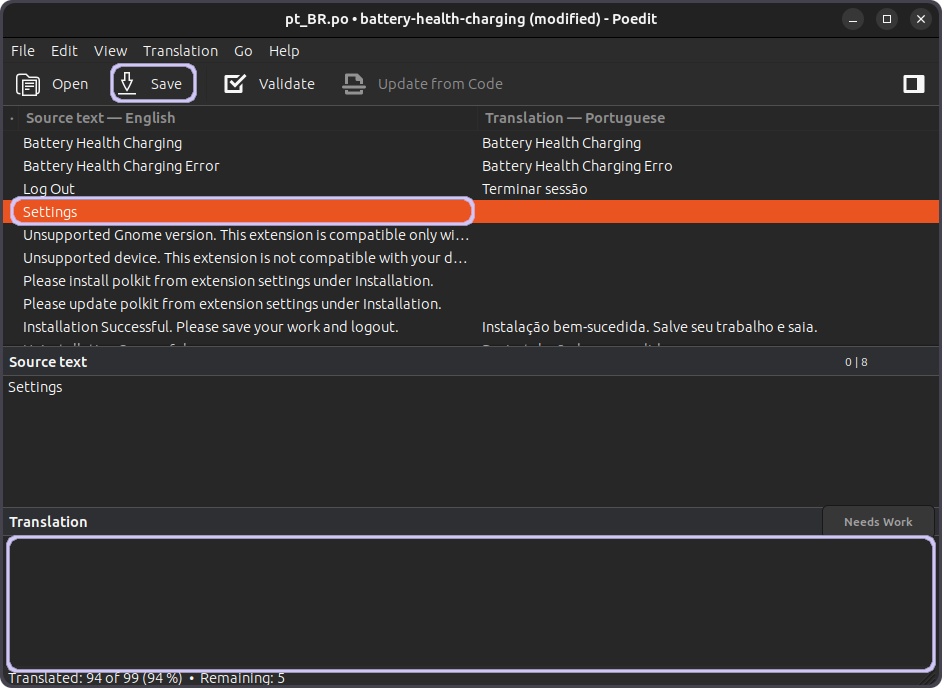 pt_BR.po • battery-health-charging (modified) - Poedit
File Edit View Translation Go Help
Open Save Validate Update from Code
· Source text — English Translation — Portuguese
Battery Health Charging Battery Health Charging
Battery Health Charging Error Battery Health Charging Erro
Log Out Terminar sessão
Settings
Unsupported Gnome version. This extension is compatible only wi…
Unsupported device. This extension is not compatible with your d…
Please install polkit from extension settings under Installation.
Please update polkit from extension settings under Installation.
Installation Successful. Please save your work and logout. Instalação bem-sucedida. Salve seu trabalho e saia.
Source text 0 | 8
Settings
Translation Needs Work
Translated: 94 of 99 (94 %) • Remaining: 5